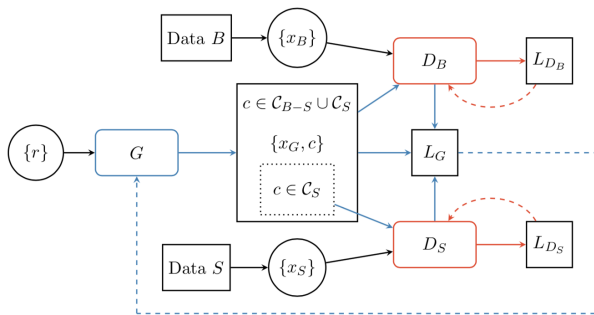 Data B
{x_B}
D_B
L_{D_B}
c ∈ 𝒞_{B−S} ∪ 𝒞_S
{r}
G
{x_G, c}
L_G
c ∈ 𝒞_S
Data S
{x_S}
D_S
L_{D_S}